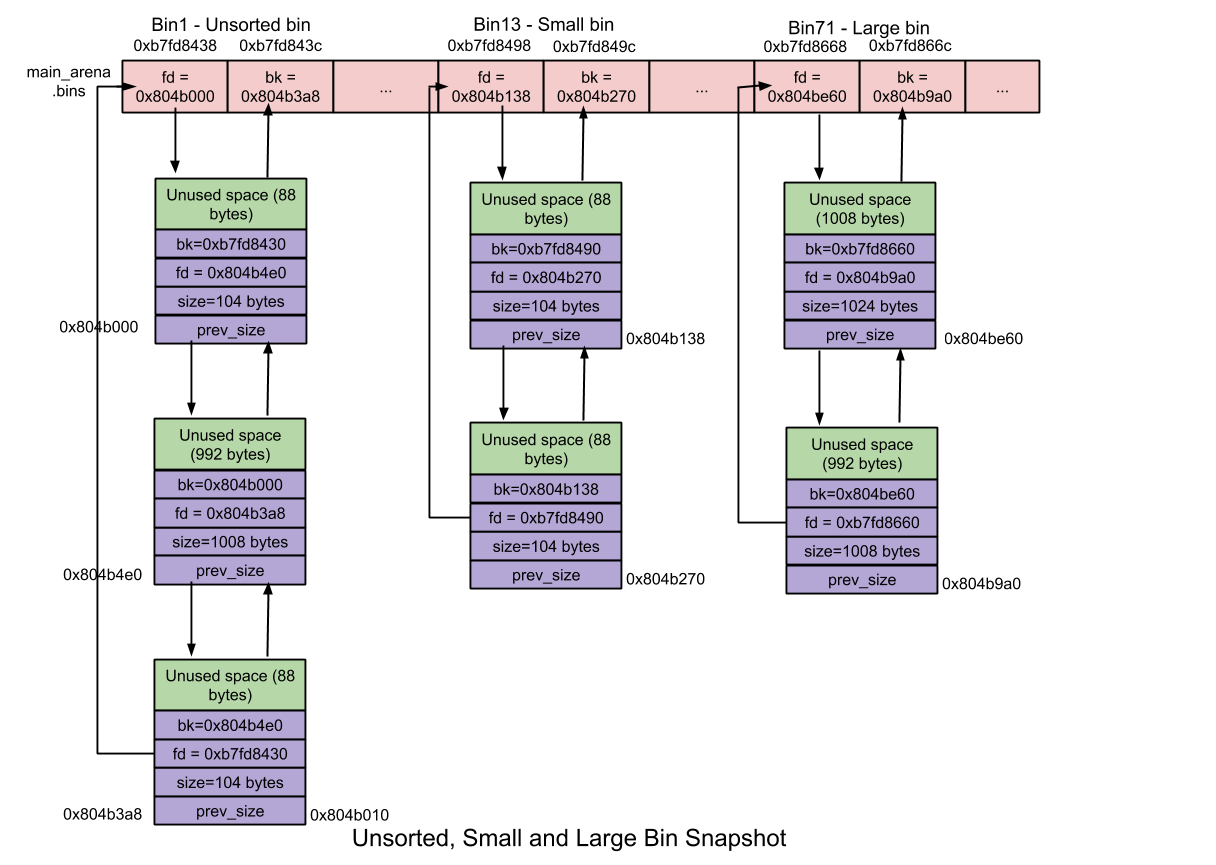 Bin1 - Unsorted bin
0xb7fd8438
0xb7fd843c
Bin13 - Small bin
0xb7fd8498
0xb7fd849c
Bin71 - Large bin
0xb7fd8668
0xb7fd866c
main_arena
.bins
fd =
0x804b000
bk =
0x804b3a8
...
fd =
0x804b138
bk =
0x804b270
...
fd =
0x804be60
bk =
0x804b9a0
...
Unused space (88
bytes)
bk=0xb7fd8430
fd = 0x804b4e0
size=104 bytes
prev_size
0x804b000
Unused space
(992 bytes)
bk=0x804b000
fd = 0x804b3a8
size=1008 bytes
prev_size
0x804b4e0
Unused space (88
bytes)
bk=0x804b4e0
fd = 0xb7fd8430
size=104 bytes
prev_size
0x804b3a8
0x804b010
Unused space (88
bytes)
bk=0xb7fd8490
fd = 0x804b270
size=104 bytes
prev_size
0x804b138
Unused space (88
bytes)
bk=0x804b138
fd = 0xb7fd8490
size=104 bytes
prev_size
0x804b270
Unused space
(1008 bytes)
bk=0xb7fd8660
fd = 0x804b9a0
size=1024 bytes
prev_size
0x804be60
Unused space
(992 bytes)
bk=0x804be60
fd = 0xb7fd8660
size=1008 bytes
prev_size
0x804b9a0
Unsorted, Small and Large Bin Snapshot